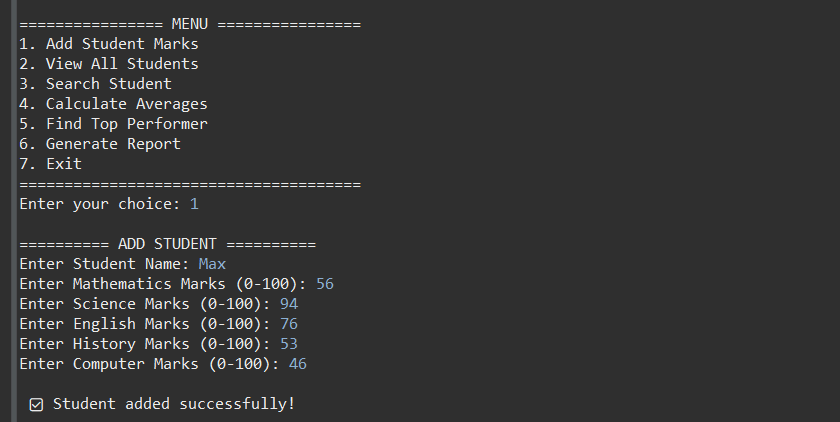 ================ MENU ================
1. Add Student Marks
2. View All Students
3. Search Student
4. Calculate Averages
5. Find Top Performer
6. Generate Report
7. Exit
======================================
Enter your choice: 1
========== ADD STUDENT ==========
Enter Student Name: Max
Enter Mathematics Marks (0-100): 56
Enter Science Marks (0-100): 94
Enter English Marks (0-100): 76
Enter History Marks (0-100): 53
Enter Computer Marks (0-100): 46
☑ Student added successfully!